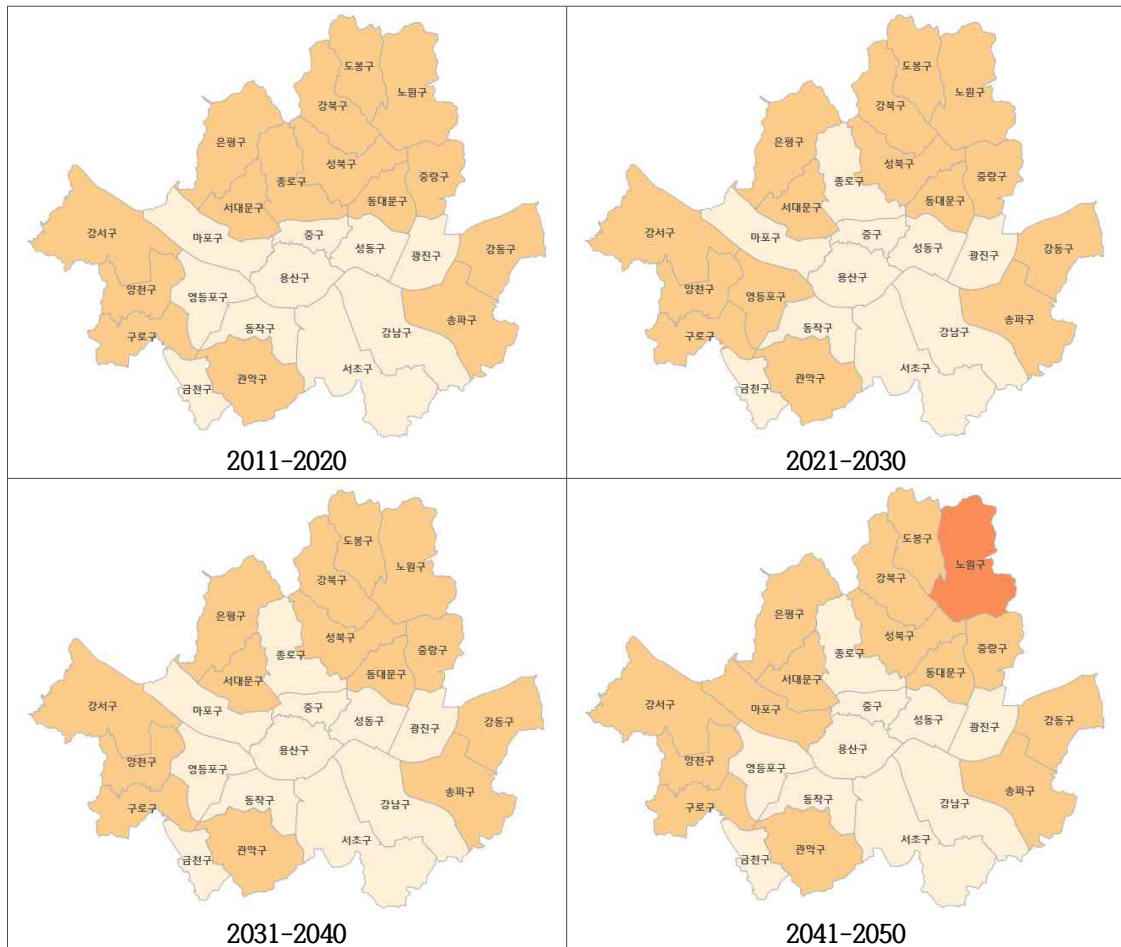 도봉구
노원구
강북구
은평구
성북구
중랑구
종로구
서대문구
동대문구
강서구
마포구
중구
성동구
광진구
강동구
용산구
양천구
영등포구
송파구
구로구
동작구
강남구
서초구
관악구
금천구
2011-2020
도봉구
노원구
강북구
은평구
성북구
중랑구
종로구
서대문구
동대문구
강서구
마포구
중구
성동구
광진구
강동구
용산구
양천구
영등포구
송파구
구로구
동작구
강남구
서초구
관악구
금천구
2021-2030
도봉구
노원구
강북구
은평구
성북구
중랑구
종로구
서대문구
동대문구
강서구
마포구
중구
성동구
광진구
강동구
용산구
양천구
영등포구
송파구
구로구
동작구
강남구
서초구
관악구
금천구
2031-2040
도봉구
노원구
강북구
은평구
성북구
중랑구
종로구
서대문구
동대문구
강서구
마포구
중구
성동구
광진구
강동구
용산구
양천구
영등포구
송파구
구로구
동작구
강남구
서초구
관악구
금천구
2041-2050